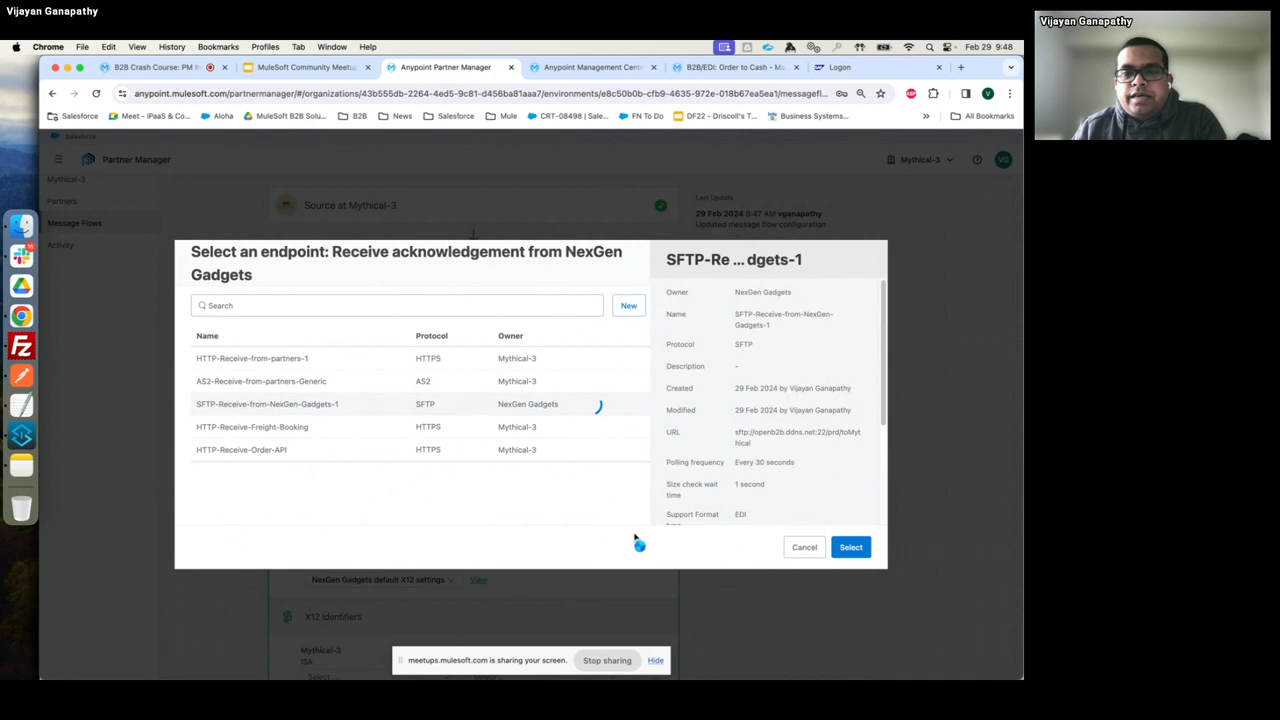 Vijayan Ganapathy
Vijayan Ganapathy
Chrome File Edit View History Bookmarks Profiles Tab Window Help
Feb 29 9:48
B2B Crash Course: PM In
MuleSoft Community Meetup
Anypoint Partner Manager
Anypoint Management Cente
B2B/EDI: Order to Cash - Mo
Logon
anypoint.mulesoft.com/partnermanager/#/organizations/43b555db-2264-4ed5-9c81-d456ba81aaa7/environments/e8c50b0b-cfb9-4635-972e-018b67ea5ea1/messagefl...
Salesforce
Meet - iPaaS & Co...
Aloha
MuleSoft B2B Solu...
B2B
News
Salesforce
Mule
CRT-08498 | Sale...
FN To Do
DF22 - Driscoll's T...
Business Systems...
All Bookmarks
Salesforce
Partner Manager
Mythical-3
VG
Mythical-3
Partners
Message Flows
Activity
Source at Mythical-3
Last Update
29 Feb 2024 9:47 AM vganapathy
Updated message flow configuration
Select an endpoint: Receive acknowledgement from NexGen
Gadgets
Search
New
Name Protocol Owner
HTTP-Receive-from-partners-1 HTTPS Mythical-3
AS2-Receive-from-partners-Generic AS2 Mythical-3
SFTP-Receive-from-NexGen-Gadgets-1 SFTP NexGen Gadgets
HTTP-Receive-Freight-Booking HTTPS Mythical-3
HTTP-Receive-Order-API HTTPS Mythical-3
SFTP-Re ... dgets-1
Owner NexGen Gadgets
Name SFTP-Receive-from-NexGen-
Gadgets-1
Protocol SFTP
Description -
Created 29 Feb 2024 by Vijayan Ganapathy
Modified 29 Feb 2024 by Vijayan Ganapathy
URL sftp://openb2b.ddns.net:22/prd/toMyt
hical
Polling frequency Every 30 seconds
Size check wait 1 second
time
Support Format EDI
Cancel
Select
NexGen Gadgets default X12 settings View
X12 Identifiers
Mythical-3
ISA
Select...
meetups.mulesoft.com is sharing your screen. Stop sharing Hide